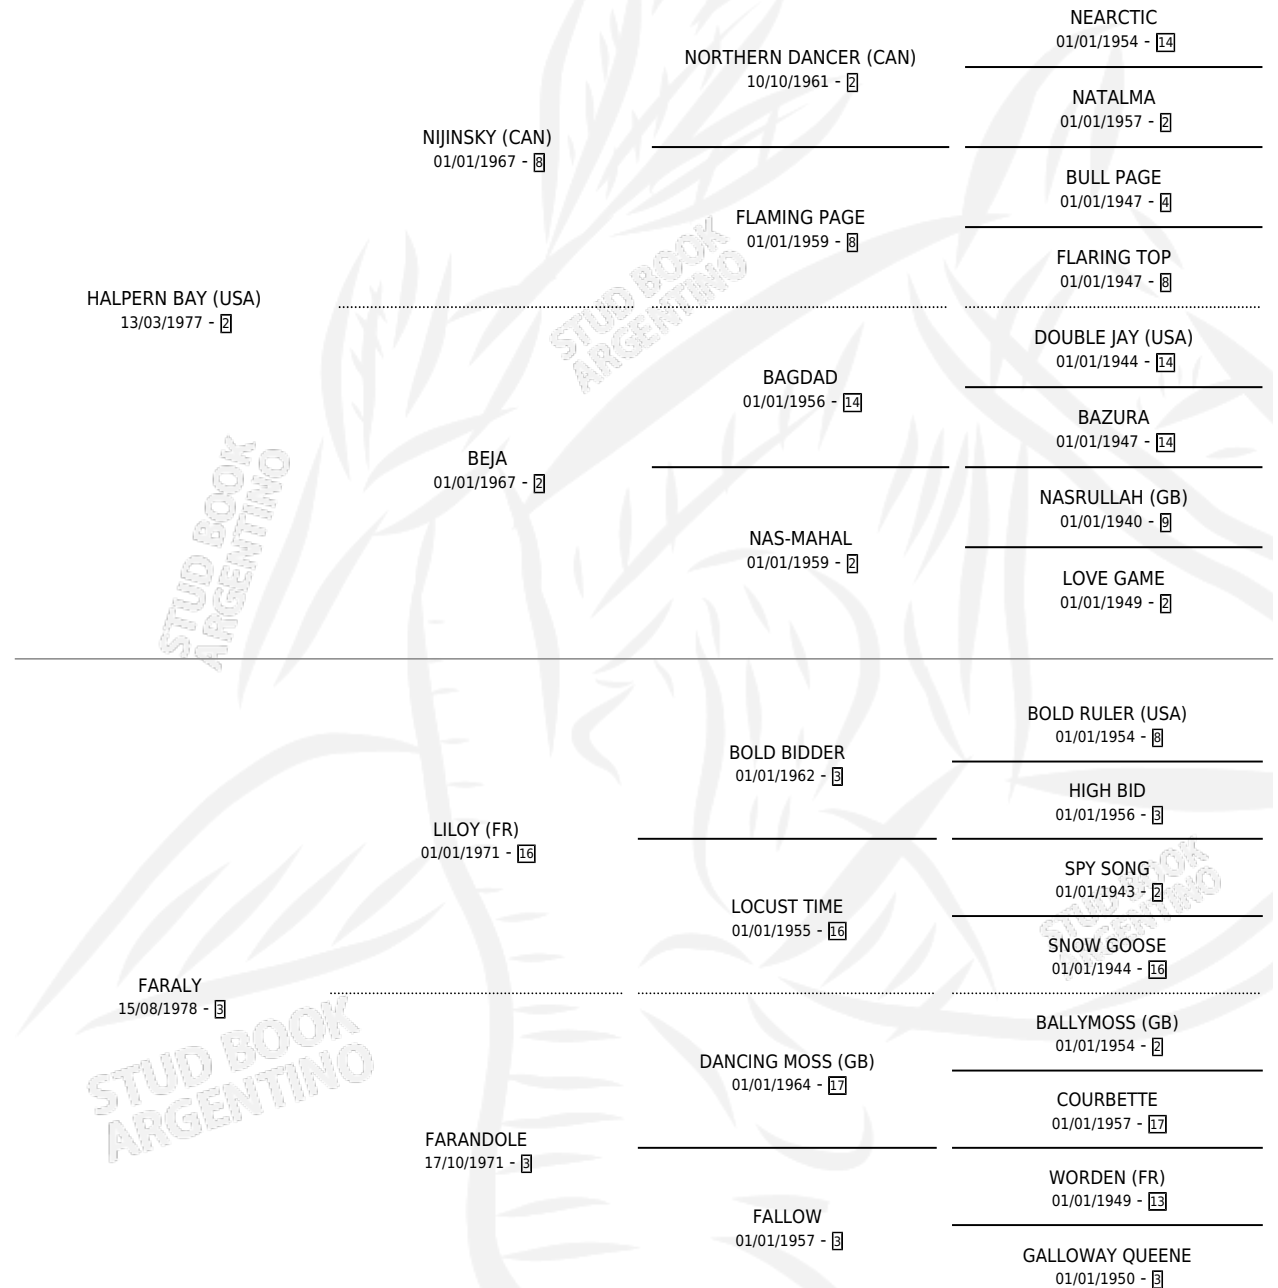 NEARCTIC
01/01/1954 - 14
NORTHERN DANCER (CAN)
10/10/1961 - 2
NATALMA
01/01/1957 - 2
NIJINSKY (CAN)
01/01/1967 - 8
BULL PAGE
01/01/1947 - 4
FLAMING PAGE
01/01/1959 - 8
FLARING TOP
01/01/1947 - 8
HALPERN BAY (USA)
13/03/1977 - 2
DOUBLE JAY (USA)
01/01/1944 - 14
BAGDAD
01/01/1956 - 14
BAZURA
01/01/1947 - 14
BEJA
01/01/1967 - 2
NASRULLAH (GB)
01/01/1940 - 9
NAS-MAHAL
01/01/1959 - 2
LOVE GAME
01/01/1949 - 2
BOLD RULER (USA)
01/01/1954 - 8
BOLD BIDDER
01/01/1962 - 3
HIGH BID
01/01/1956 - 3
LILOY (FR)
01/01/1971 - 16
SPY SONG
01/01/1943 - 2
LOCUST TIME
01/01/1955 - 16
SNOW GOOSE
01/01/1944 - 16
FARALY
15/08/1978 - 3
BALLYMOSS (GB)
01/01/1954 - 2
DANCING MOSS (GB)
01/01/1964 - 17
COURBETTE
01/01/1957 - 17
FARANDOLE
17/10/1971 - 3
WORDEN (FR)
01/01/1949 - 13
FALLOW
01/01/1957 - 3
GALLOWAY QUEENE
01/01/1950 - 3
STUD BOOK
ARGENTINO
STUD BOOK
ARGENTINO
STUD BOOK
ARGENTINO
STUD BOOK
ARGENTINO